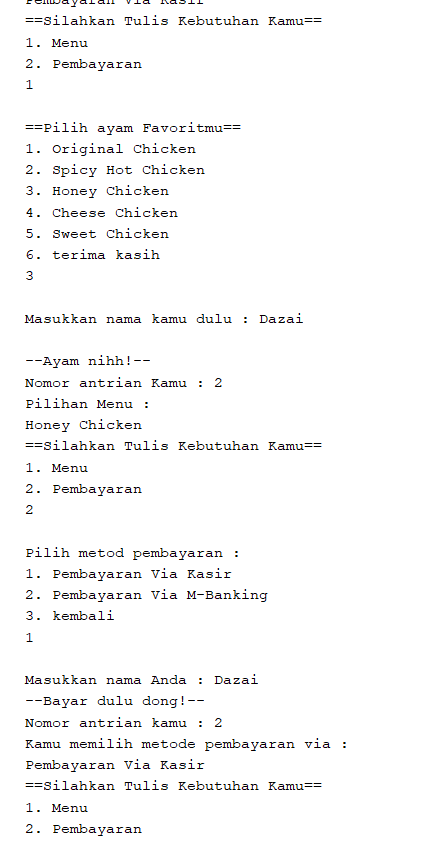 Pembayaran Via Kasir
==Silahkan Tulis Kebutuhan Kamu==
1. Menu
2. Pembayaran
1
==Pilih ayam Favoritmu==
1. Original Chicken
2. Spicy Hot Chicken
3. Honey Chicken
4. Cheese Chicken
5. Sweet Chicken
6. terima kasih
3
Masukkan nama kamu dulu : Dazai
--Ayam nihh!--
Nomor antrian Kamu : 2
Pilihan Menu :
Honey Chicken
==Silahkan Tulis Kebutuhan Kamu==
1. Menu
2. Pembayaran
2
Pilih metod pembayaran :
1. Pembayaran Via Kasir
2. Pembayaran Via M-Banking
3. kembali
1
Masukkan nama Anda : Dazai
--Bayar dulu dong!--
Nomor antrian kamu : 2
Kamu memilih metode pembayaran via :
Pembayaran Via Kasir
==Silahkan Tulis Kebutuhan Kamu==
1. Menu
2. Pembayaran